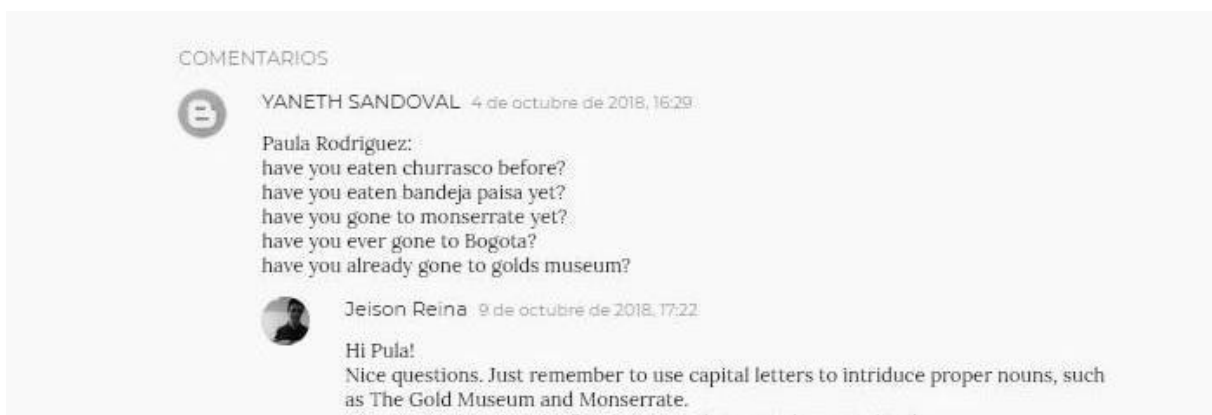 COMENTARIOS
YANETH SANDOVAL 4 de octubre de 2018, 16:29
Paula Rodriguez:
have you eaten churrasco before?
have you eaten bandeja paisa yet?
have you gone to monserrate yet?
have you ever gone to Bogota?
have you already gone to golds museum?
Jeison Reina 9 de octubre de 2018, 17:22
Hi Pula!
Nice questions. Just remember to use capital letters to intriduce proper nouns, such
as The Gold Museum and Monserrate.